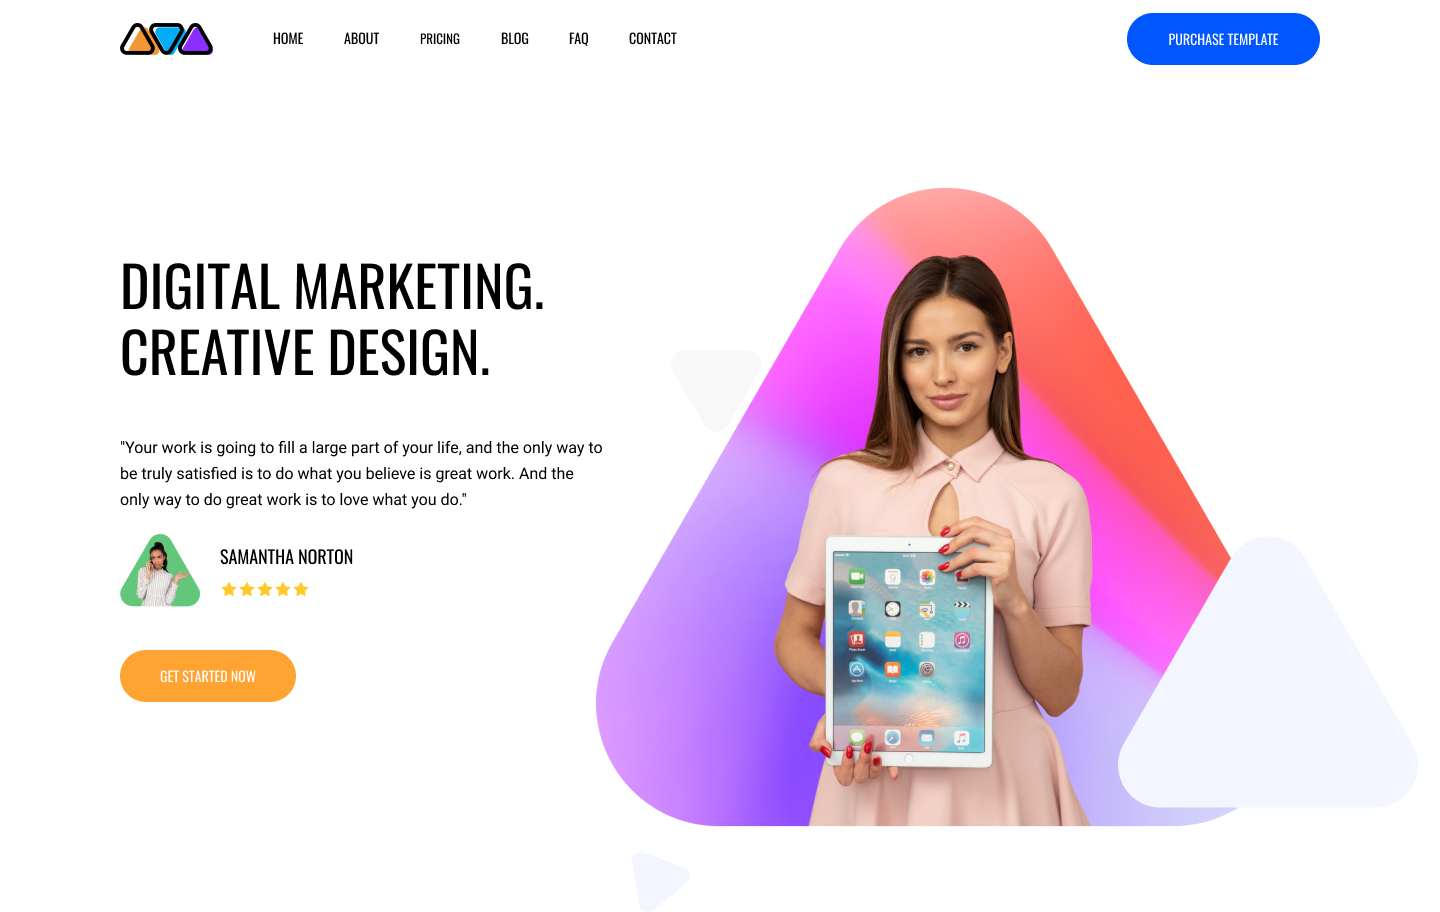 HOME ABOUT PRICING BLOG FAQ CONTACT PURCHASE TEMPLATE
DIGITAL MARKETING.
CREATIVE DESIGN.
"Your work is going to fill a large part of your life, and the only way to
be truly satisfied is to do what you believe is great work. And the
only way to do great work is to love what you do."
SAMANTHA NORTON
GET STARTED NOW